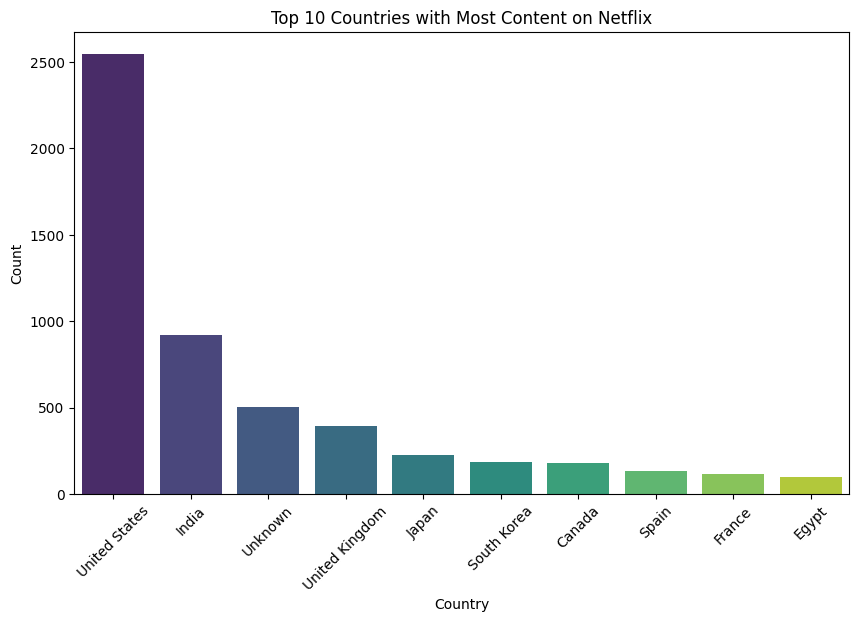 Top 10 Countries with Most Content on Netflix
Count
2500
2000
1500
1000
500
0
United States
India
Unknown
United Kingdom
Japan
South Korea
Canada
Spain
France
Egypt
Country